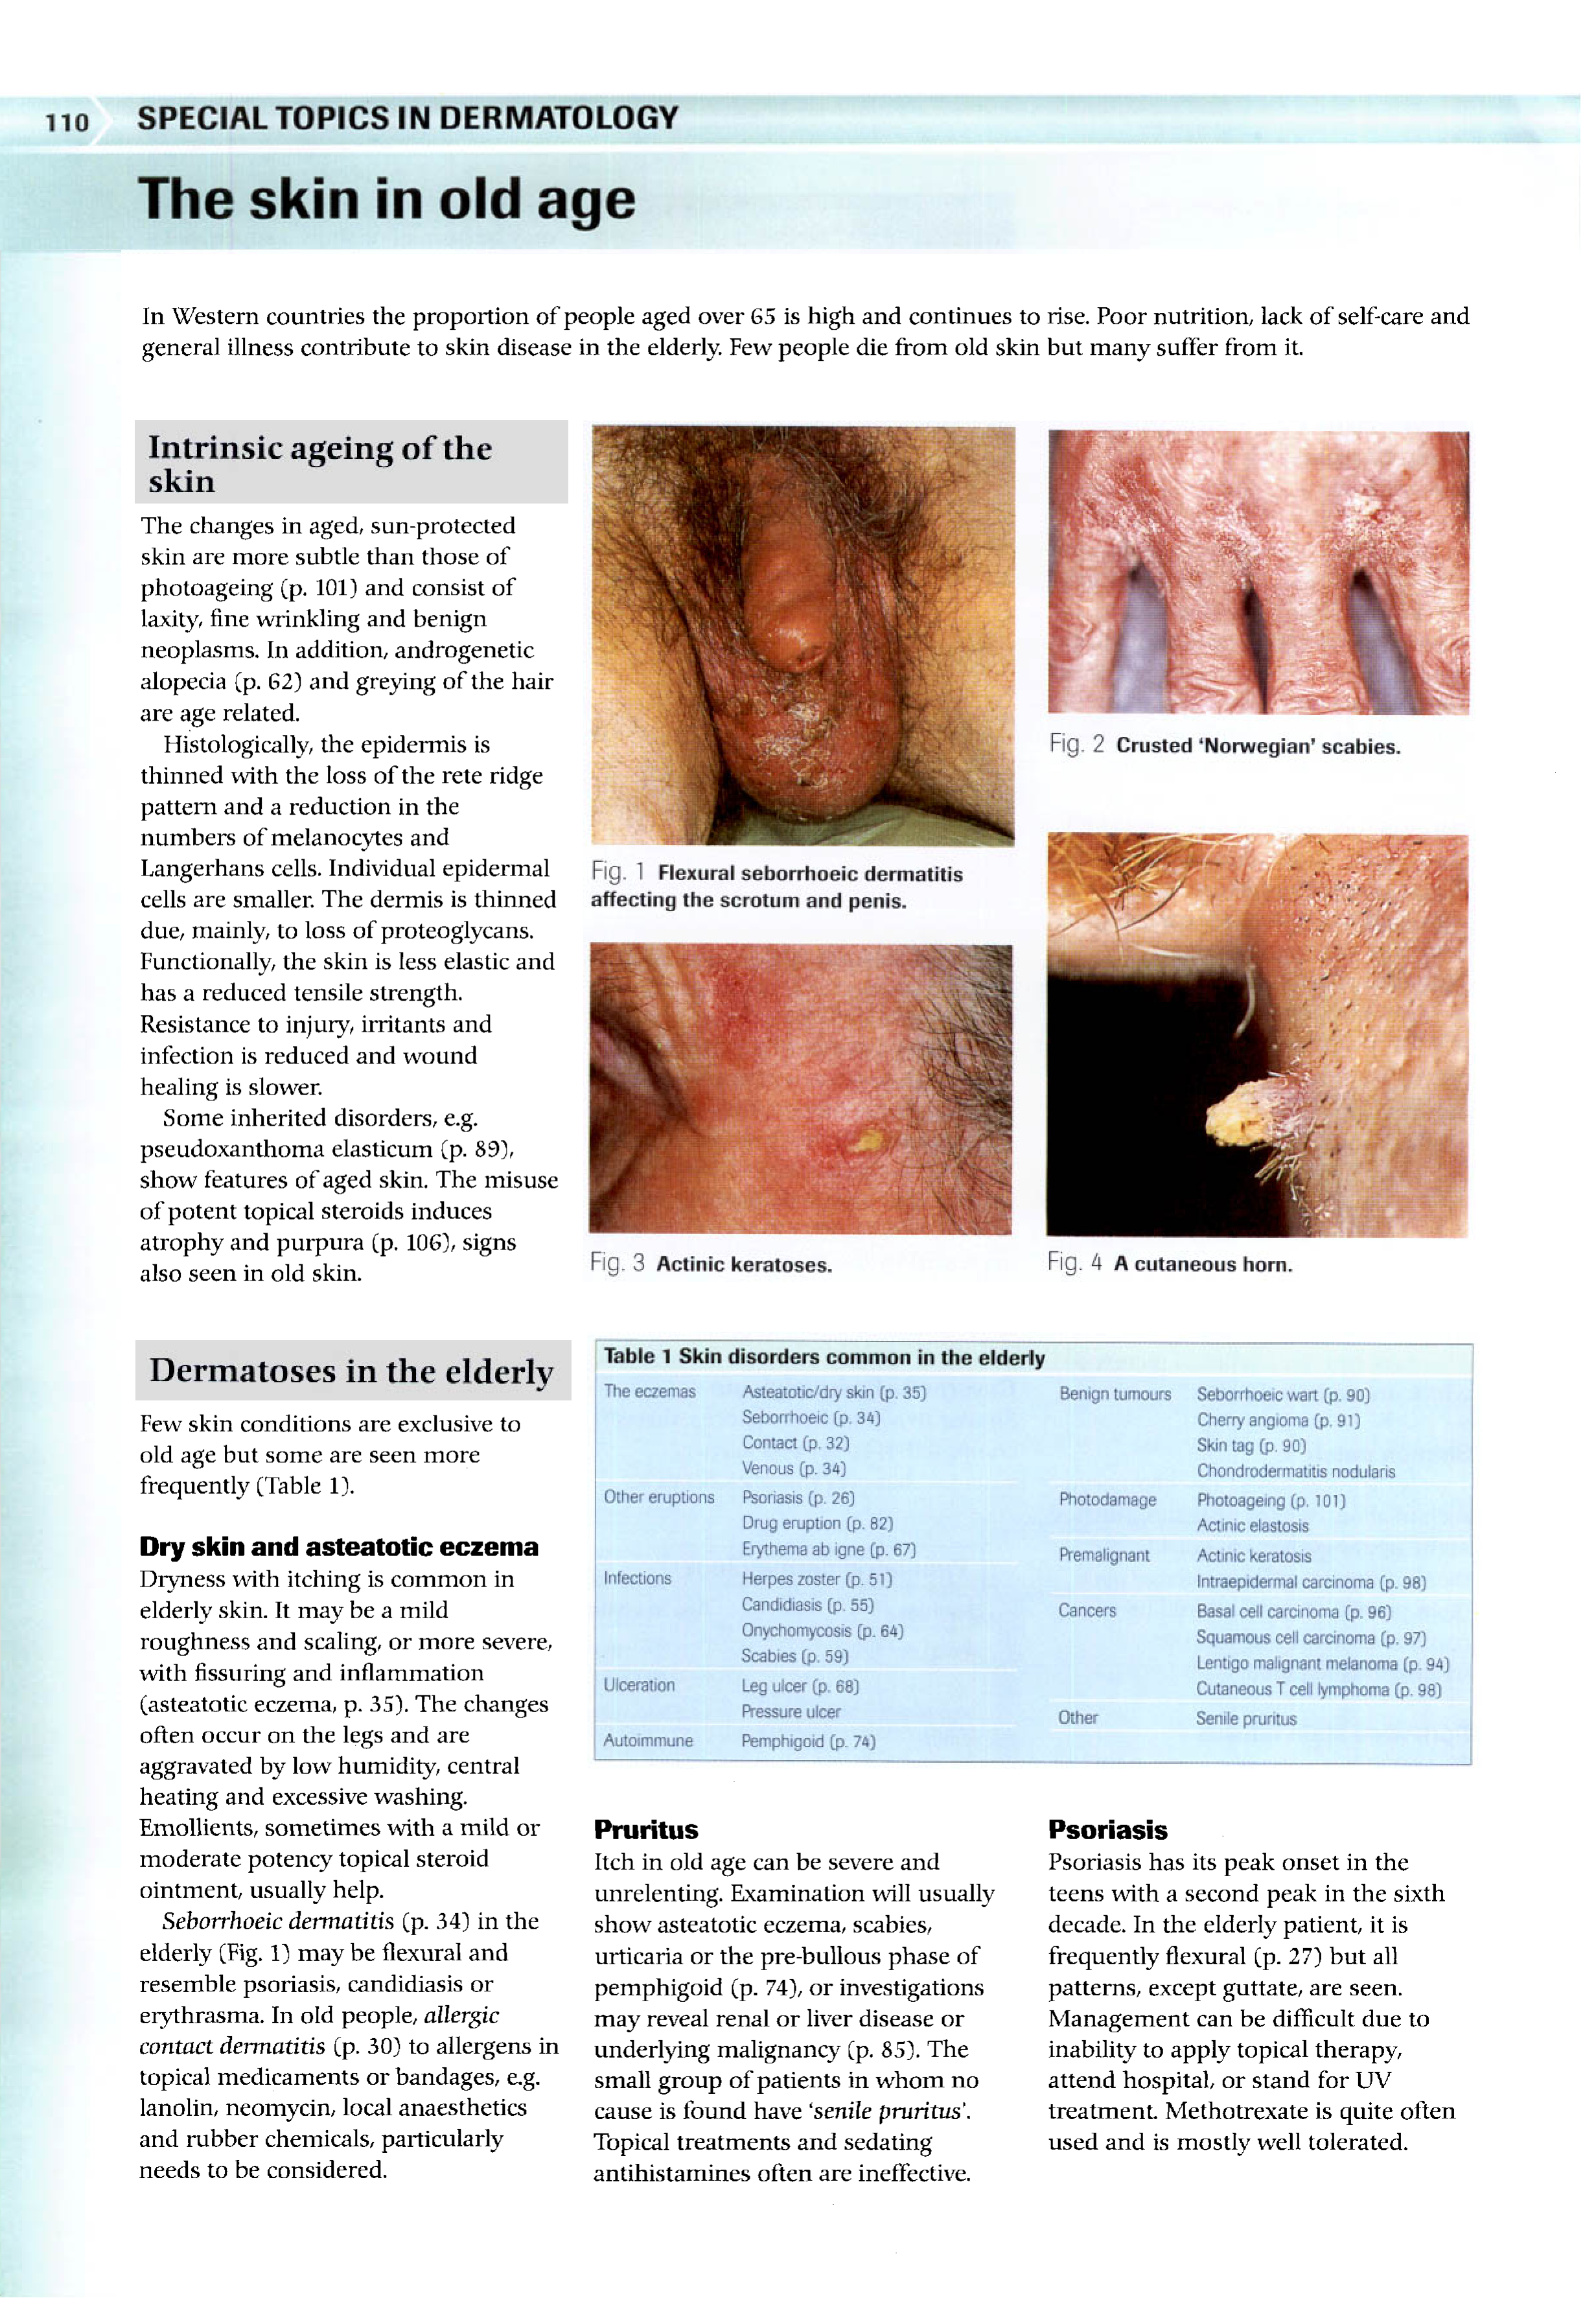 110
SPECIAL TOPICS IN DERMATOLOGY
The skin in old age
In Western countries the proportion of people aged over 65 is high and continues to rise. Poor nutrition, lack of self-care and
general illness contribute to skin disease in the elderly. Few people die from old skin but many suffer from it.
Intrinsic ageing of the
skin
The changes in aged, sun-protected
skin are more subtle than those of
photoageing (p. 101) and consist of
laxity, fine wrinkling and benign
neoplasms. In addition, androgenetic
alopecia (p. 62) and greying of the hair
are age related.
Histologically, the epidermis is
thinned with the loss of the rete ridge
pattern and a reduction in the
numbers of melanocytes and
Langerhans cells. Individual epidermal
cells are smaller. The dermis is thinned
due, mainly, to loss of proteoglycans.
Functionally, the skin is less elastic and
has a reduced tensile strength.
Resistance to injury, irritants and
infection is reduced and wound
healing is slower.
Some inherited disorders, e.g.
pseudoxanthoma elasticum (p. 89),
show features of aged skin. The misuse
of potent topical steroids induces
atrophy and purpura (p. 106), signs
also seen in old skin.
Fig. 1 Flexural seborrhoeic dermatitis
affecting the scrotum and penis.
Fig. 2 Crusted 'Norwegian' scabies.
Fig. 3 Actinic keratoses.
Fig. 4 A cutaneous horn.
Dermatoses in the elderly
Few skin conditions are exclusive to
old age but some are seen more
frequently (Table 1).
Dry skin and asteatotic eczema
Dryness with itching is common in
elderly skin. It may be a mild
roughness and scaling, or more severe,
with fissuring and inflammation
(asteatotic eczema, p. 35). The changes
often occur on the legs and are
aggravated by low humidity, central
heating and excessive washing.
Emollients, sometimes with a mild or
moderate potency topical steroid
ointment, usually help.
Seborrhoeic dermatitis (p. 34) in the
elderly (Fig. 1) may be flexural and
resemble psoriasis, candidiasis or
erythrasma. In old people, allergic
contact dermatitis (p. 30) to allergens in
topical medicaments or bandages, e.g.
lanolin, neomycin, local anaesthetics
and rubber chemicals, particularly
needs to be considered.
Table 1 Skin disorders common in the elderly
The eczemas Asteatotic/dry skin (p. 35)
Seborrhoeic (p. 34)
Contact (p. 32)
Venous (p. 34)
Other eruptions Psoriasis (p. 26)
Drug eruption (p. 82)
Erythema ab igne (p. 67)
Infections Herpes zoster (p. 51)
Candidiasis (p. 55)
Onychomycosis (p. 64)
Scabies (p. 59)
Ulceration Leg ulcer (p. 68)
Pressure ulcer
Autoimmune Pemphigoid (p. 74)
Benign tumours Seborrhoeic wart (p. 90)
Cherry angioma (p. 91)
Skin tag (p. 90)
Chondrodermatitis nodularis
Photodamage Photoageing (p. 101)
Actinic elastosis
Premalignant Actinic keratosis
Intraepidermal carcinoma (p. 98)
Cancers Basal cell carcinoma (p. 96)
Squamous cell carcinoma (p. 97)
Lentigo malignant melanoma (p. 94)
Cutaneous T cell lymphoma (p. 98)
Other Senile pruritus
Pruritus
Itch in old age can be severe and
unrelenting. Examination will usually
show asteatotic eczema, scabies,
urticaria or the pre-bullous phase of
pemphigoid (p. 74), or investigations
may reveal renal or liver disease or
underlying malignancy (p. 85). The
small group of patients in whom no
cause is found have 'senile pruritus'.
Topical treatments and sedating
antihistamines often are ineffective.
Psoriasis
Psoriasis has its peak onset in the
teens with a second peak in the sixth
decade. In the elderly patient, it is
frequently flexural (p. 27) but all
patterns, except guttate, are seen.
Management can be difficult due to
inability to apply topical therapy,
attend hospital, or stand for UV
treatment. Methotrexate is quite often
used and is mostly well tolerated.